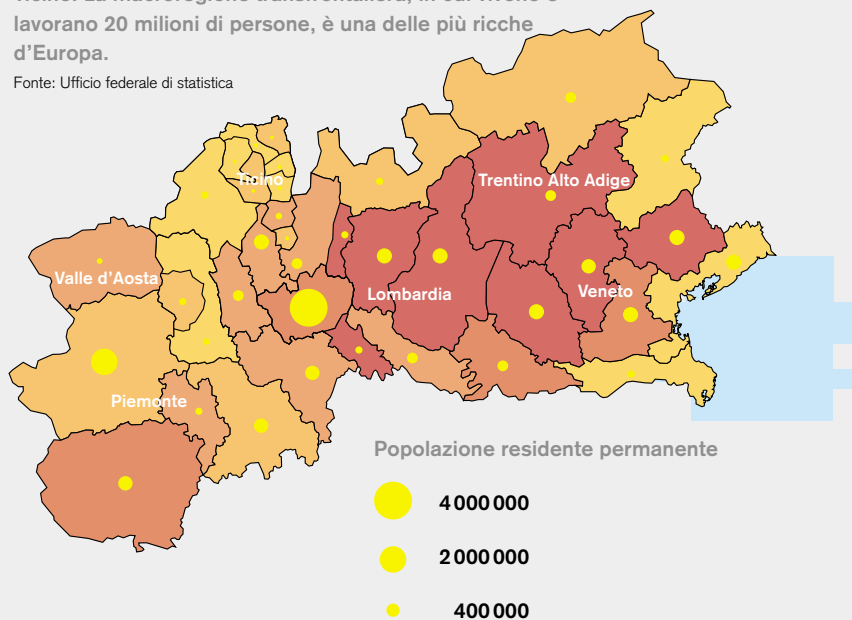 lavorano 20 milioni di persone, è una delle più ricche
d’Europa.
Fonte: Ufficio federale di statistica
Ticino
Trentino Alto Adige
Valle d’Aosta
Lombardia
Veneto
Piemonte
Popolazione residente permanente
4 000 000
2 000 000
400 000